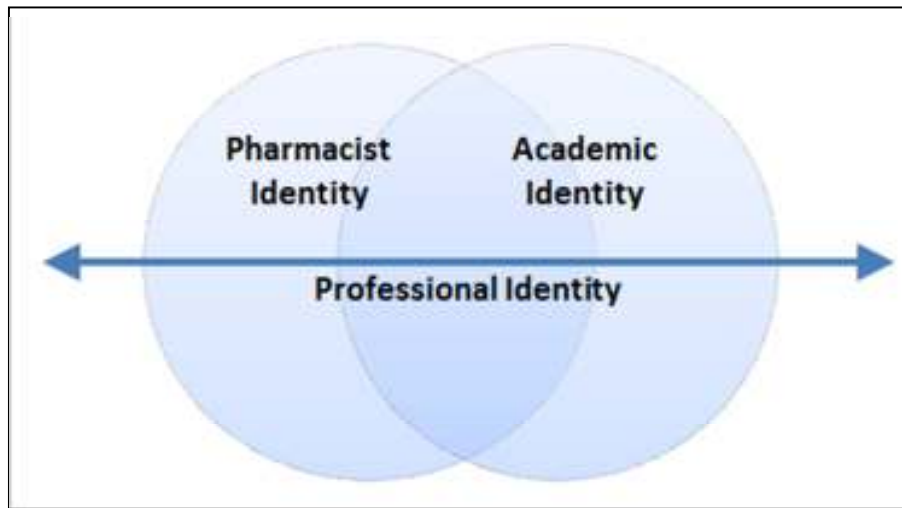 Pharmacist
Identity
Academic
Identity
Professional Identity